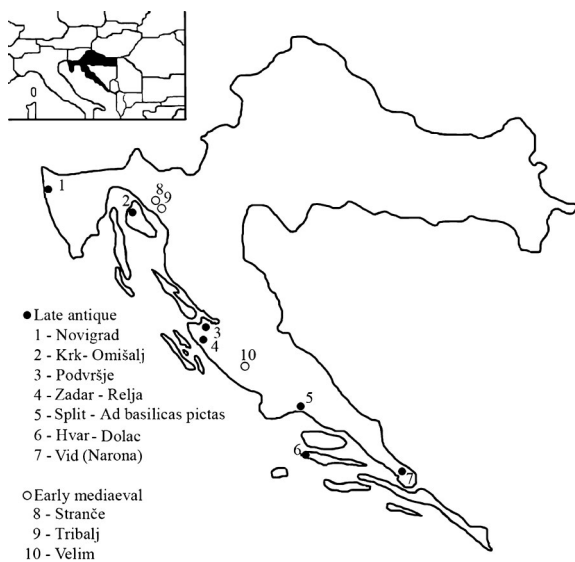 1
8
9
2
3
4
10
5
6
7
● Late antique
1 - Novigrad
2 - Krk- Omišalj
3 - Podvršje
4 - Zadar - Relja
5 - Split - Ad basilicas pictas
6 - Hvar - Dolac
7 - Vid (Narona)
○ Early mediaeval
8 - Stranče
9 - Tribalj
10 - Velim